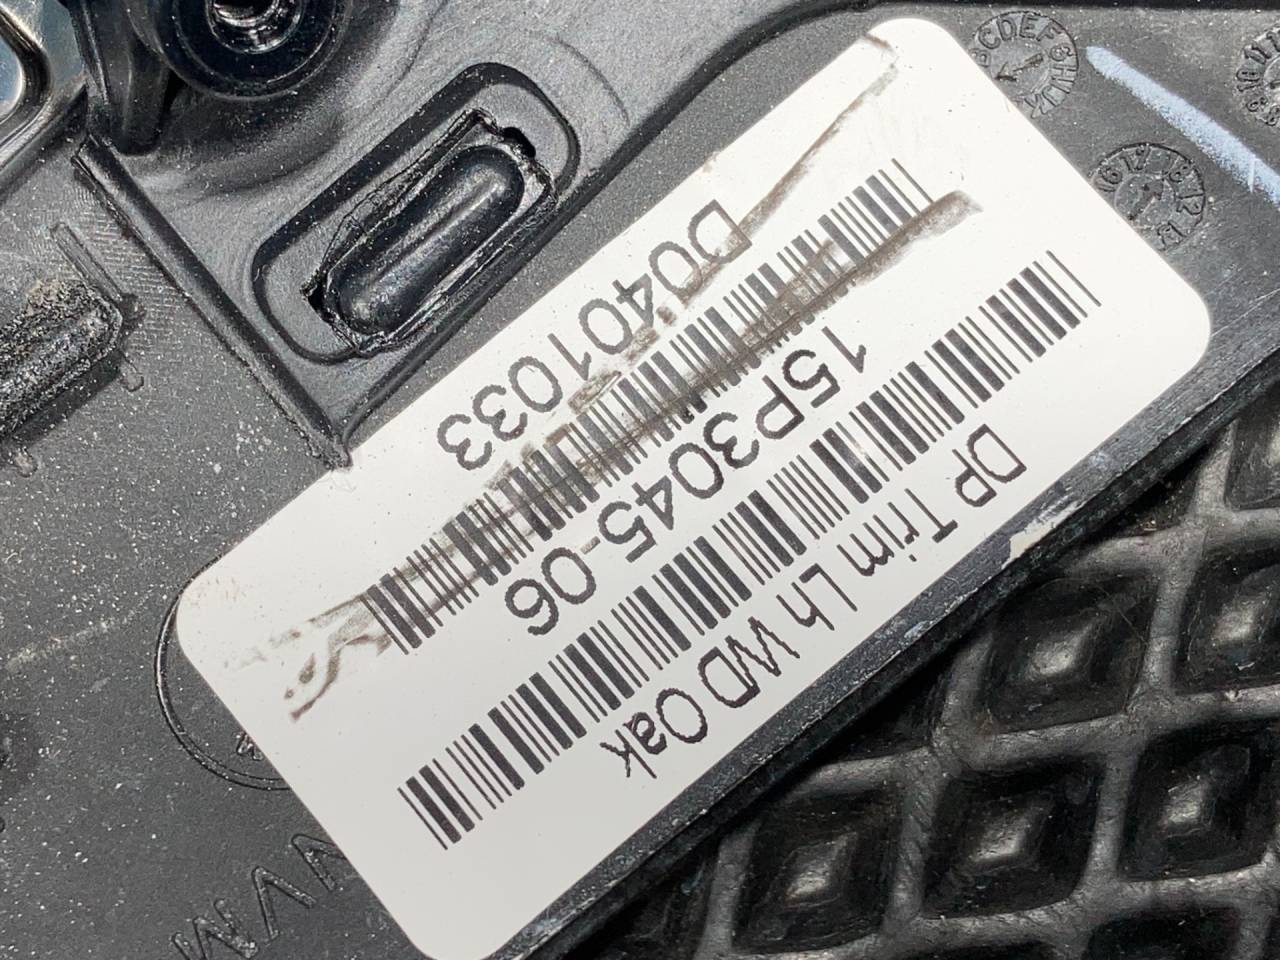 DP Trim Lh WD Oak
15P3045-06
D0401033